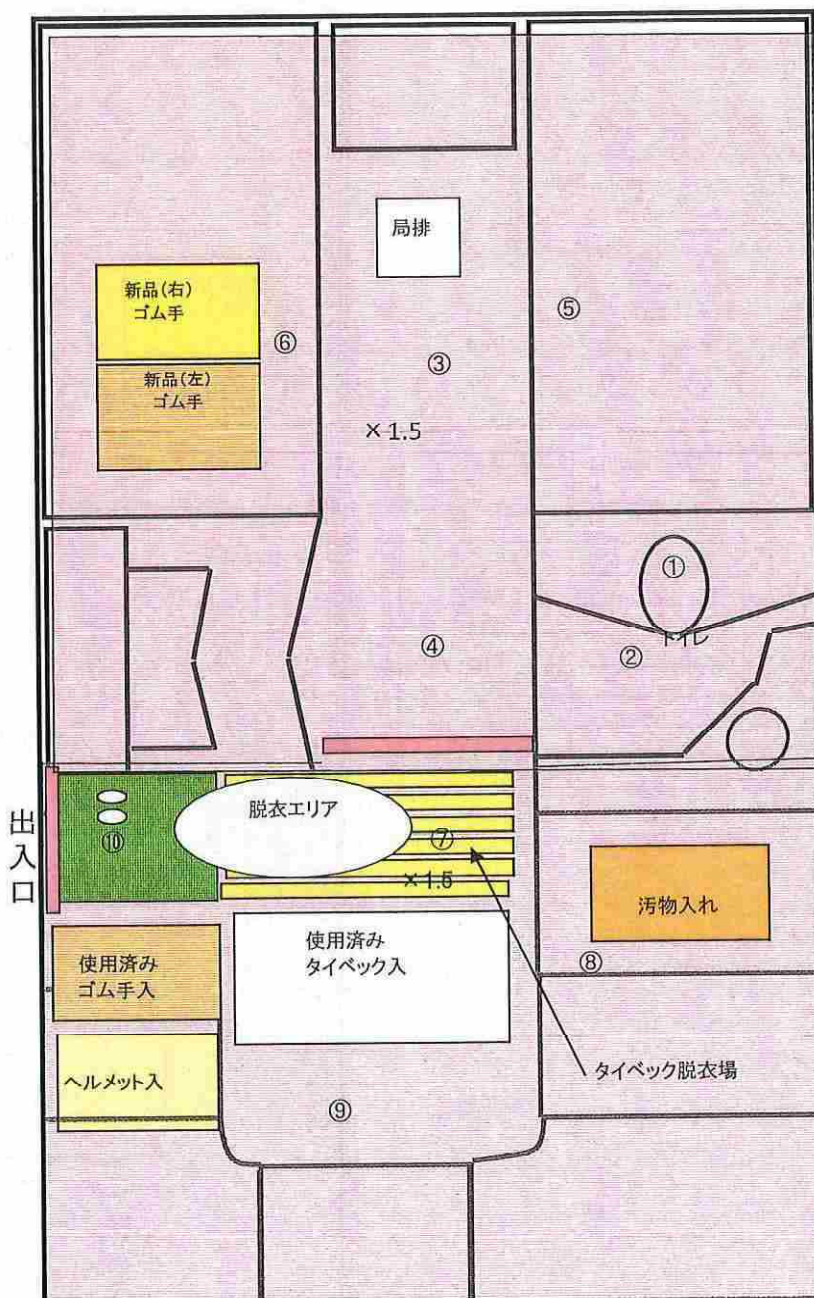 局排
新品(右)
ゴム手
⑤
⑥
③
新品(左)
ゴム手
×1.5
①
トイレ
④
②
出入口
脱衣エリア
⑩
⑦
×1.5
汚物入れ
使用済み
タイベック入
使用済み
ゴム手入
⑧
ヘルメット入
タイベック脱衣場
⑨